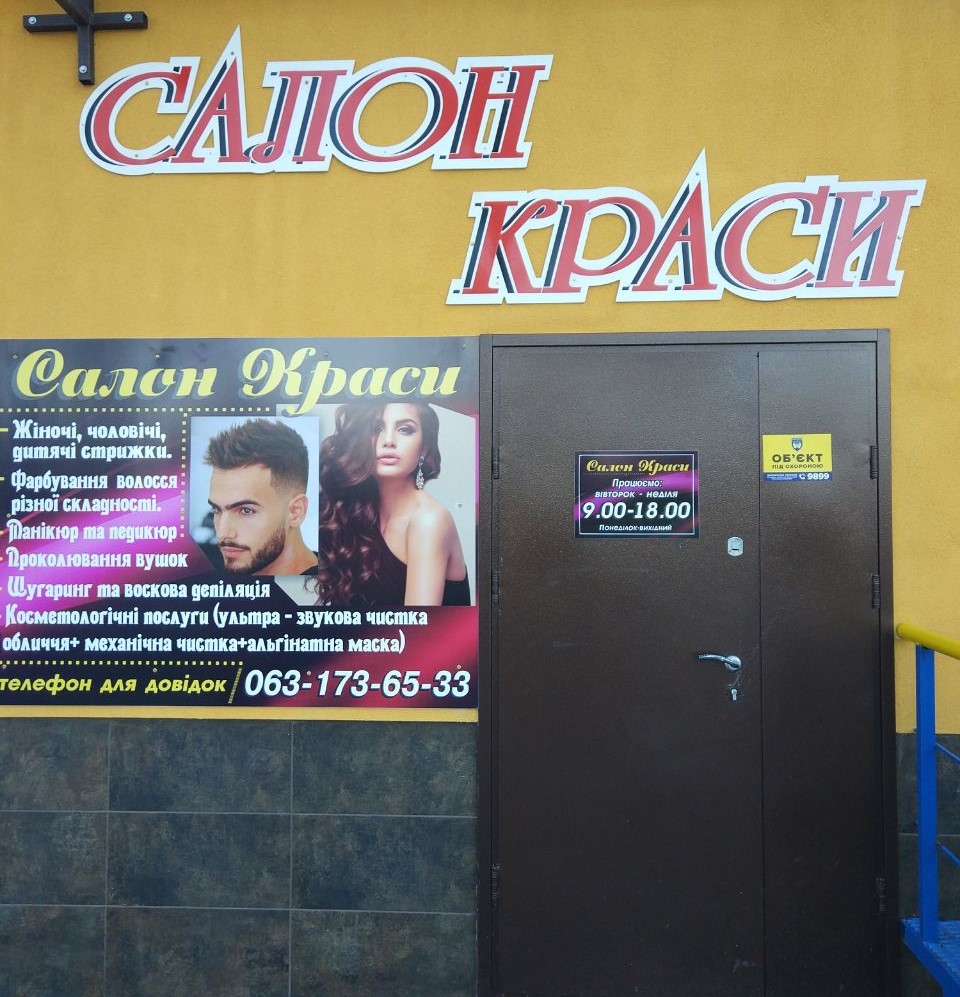 САЛОН
КРАСИ
Салон Краси
- Жіночі, чоловічі,
дитячі стрижки.
- Фарбування волосся
різної складності.
- Манікюр та педикюр
- Проколювання вушок
- Шугаринг та воскова депіляція
- Косметологічні послуги (ультра - звукова чистка
обличчя+ механічна чистка+альгінатна маска)
телефон для довідок 063-173-65-33
Салон Краси
Працюємо:
вівторок - неділя
9.00-18.00
Понеділок-вихідний
ОБ'ЄКТ
ПІД ОХОРОНОЮ
9899